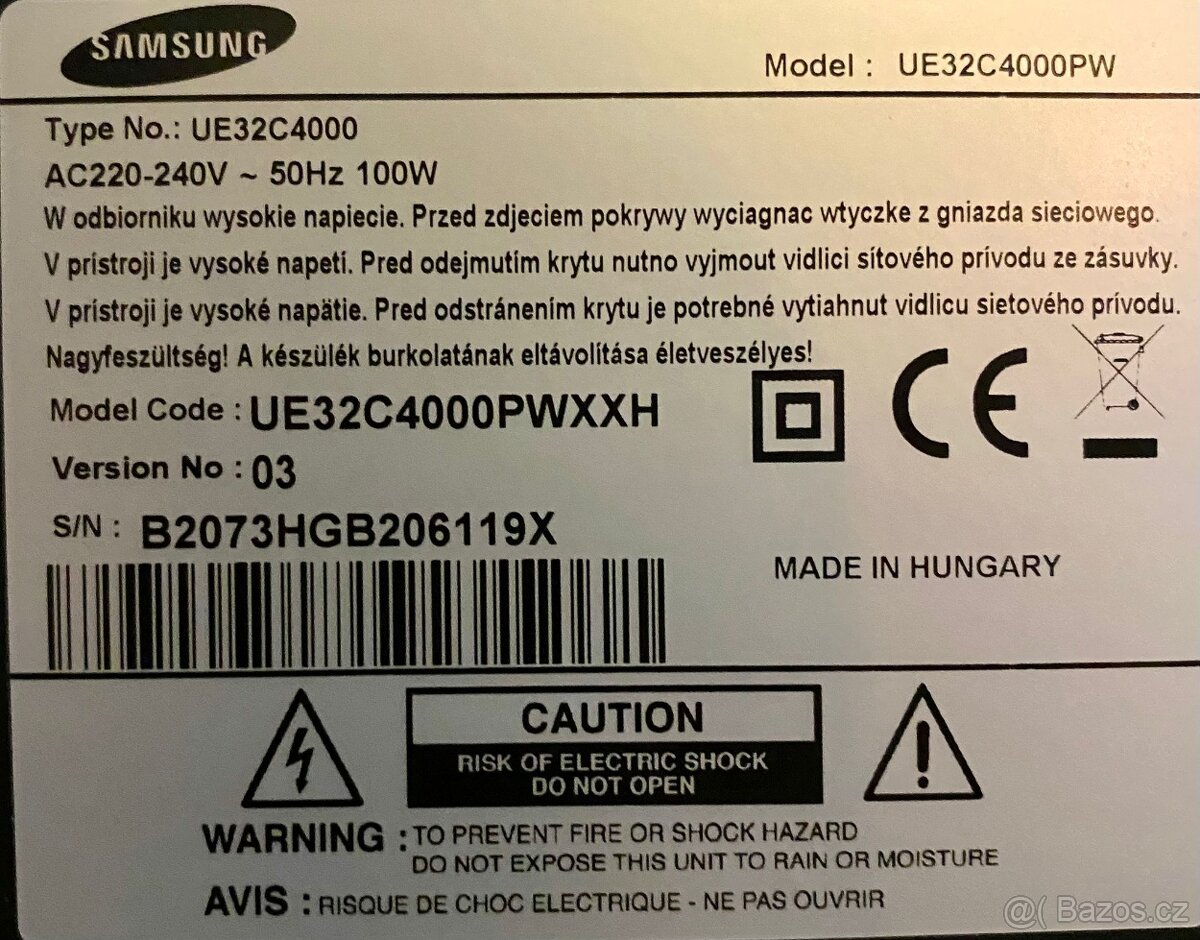 SAMSUNG
Model : UE32C4000PW
Type No.: UE32C4000
AC220-240V ~ 50Hz 100W
W odbiorniku wysokie napiecie. Przed zdjeciem pokrywy wyciagnac wtyczke z gniazda sieciowego.
V prístroji je vysoké napetí. Pred odejmutím krytu nutno vyjmout vidlici sítového prívodu ze zásuvky.
V prístroji je vysoké napätie. Pred odstránením krytu je potrebné vytiahnut vidlicu sietového prívodu.
Nagyfeszültség! A készülék burkolatának eltávolítása életveszélyes!
Model Code : UE32C4000PWXXH
Version No : 03
S/N : B2073HGB206119X
CE
MADE IN HUNGARY
CAUTION
RISK OF ELECTRIC SHOCK
DO NOT OPEN
WARNING : TO PREVENT FIRE OR SHOCK HAZARD
DO NOT EXPOSE THIS UNIT TO RAIN OR MOISTURE
AVIS : RISQUE DE CHOC ELECTRIQUE - NE PAS OUVRIR
@( Bazos.cz